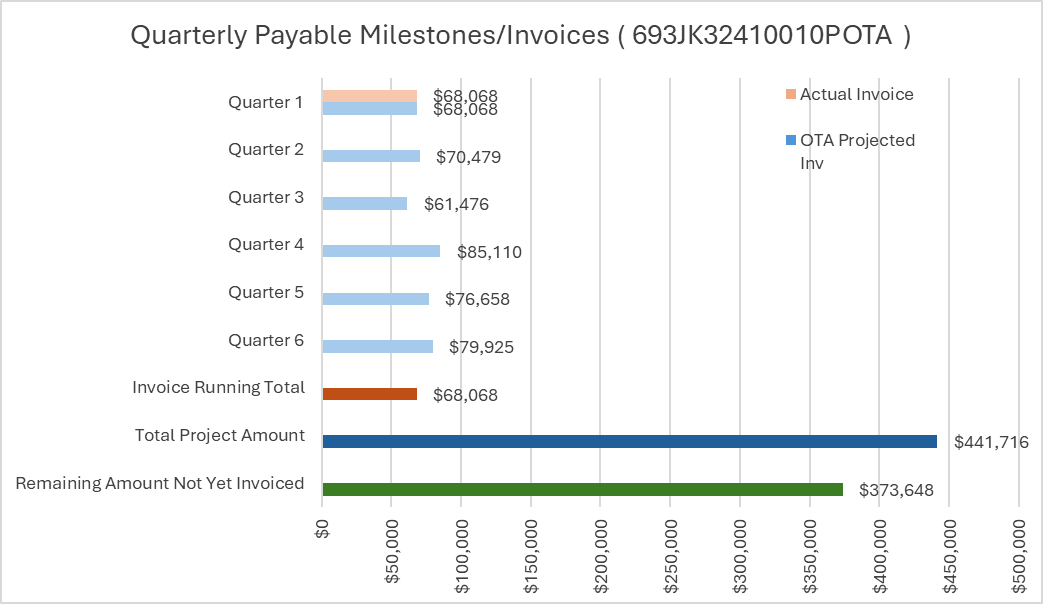 Quarterly Payable Milestones/Invoices ( 693JK32410010POTA )
Actual Invoice
OTA Projected
Inv
Quarter 1
$68,068
$68,068
Quarter 2
$70,479
Quarter 3
$61,476
Quarter 4
$85,110
Quarter 5
$76,658
Quarter 6
$79,925
Invoice Running Total
$68,068
Total Project Amount
$441,716
Remaining Amount Not Yet Invoiced
$373,648
$0
$50,000
$100,000
$150,000
$200,000
$250,000
$300,000
$350,000
$400,000
$450,000
$500,000